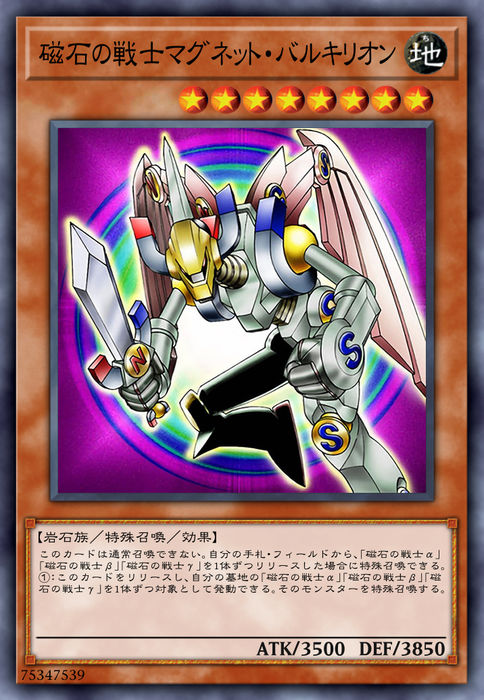 磁石の戦士マグネット・バルキリオン
ち
地
N
S
S
C
S
N
S
【岩石族／特殊召喚／効果】
このカードは通常召喚できない。自分の手札・フィールドから、「磁石の戦士α」
「磁石の戦士β」「磁石の戦士γ」を1体ずつリリースした場合に特殊召喚できる。
①:このカードをリリースし、自分の墓地の「磁石の戦士α」「磁石の戦士β」「磁
石の戦士γ」を1体ずつ対象として発動できる。そのモンスターを特殊召喚する。
ATK/3500 DEF/3850
75347539